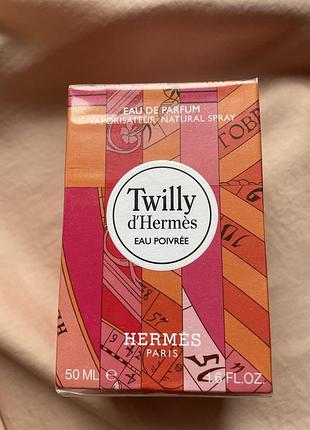 EAU DE PARFUM
VAPORISATEUR NATURAL SPRAY
Twilly
d'Hermès
EAU POIVRÉE
HERMÈS
PARIS
50 ML ℮ 1.6 FL.OZ.